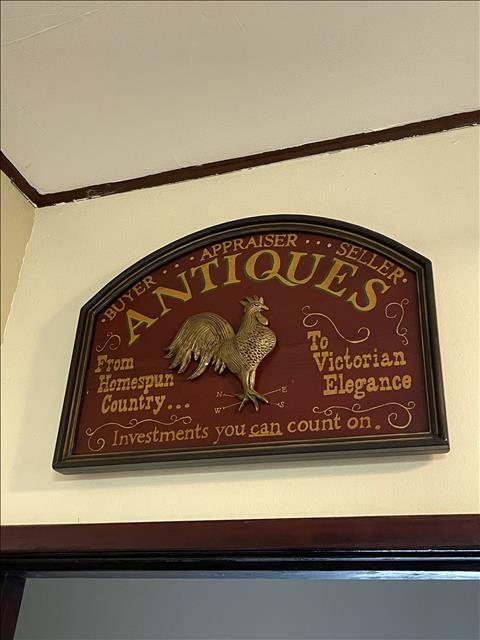 BUYER ... APPRAISER ... SELLER
ANTIQUES
From
Homespun
Country...
To
Victorian
Elegance
N E
W S
Investments you can count on.